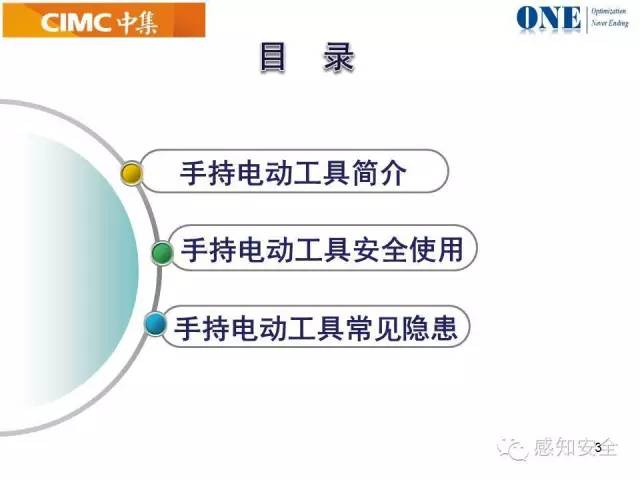 CIMC中集
ONE
Optimization
Never Ending
目 录
手持电动工具简介
手持电动工具安全使用
手持电动工具常见隐患
感知安全
3